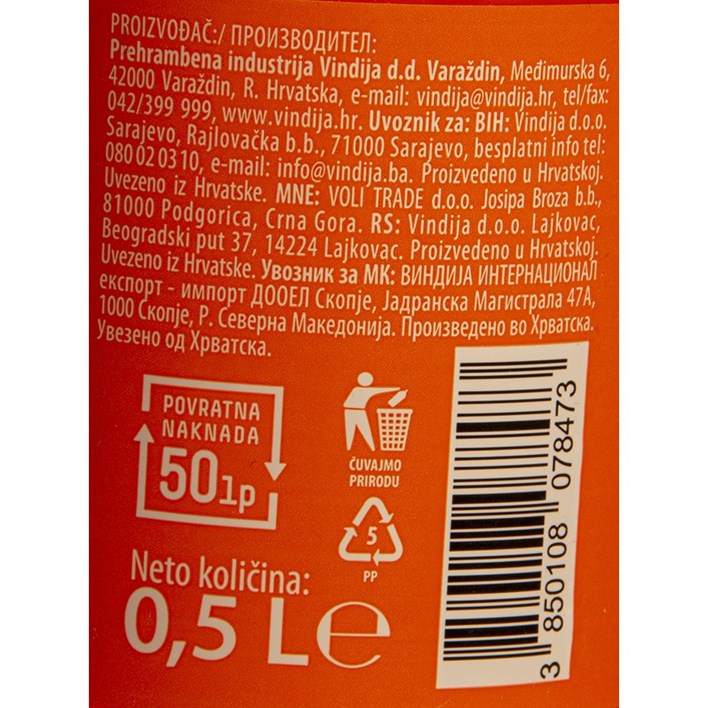 PROIZVOĐAČ:/ ПРОИЗВОДИТЕЛ:
Prehrambena industrija Vindija d.d. Varaždin, Međimurska 6,
42000 Varaždin, R. Hrvatska, e-mail: vindija@vindija.hr, tel/fax:
042/399 999, www.vindija.hr. Uvoznik za: BIH: Vindija d.o.o.
Sarajevo, Rajlovačka b.b., 71000 Sarajevo, besplatni info tel:
080 02 03 10, e-mail: info@vindija.ba. Proizvedeno u Hrvatskoj.
Uvezeno iz Hrvatske. MNE: VOLI TRADE d.o.o. Josipa Broza b.b.,
81000 Podgorica, Crna Gora. RS: Vindija d.o.o. Lajkovac,
Beogradski put 37, 14224 Lajkovac. Proizvedeno u Hrvatskoj.
Uvezeno iz Hrvatske. Увозник за МК: ВИНДИЈА ИНТЕРНАЦИОНАЛ
експорт - импорт ДООЕЛ Скопје, Јадранска Магистрала 47А,
1000 Скопје, Р. Северна Македонија. Произведено во Хрватска.
Увезено од Хрватска.
POVRATNA
NAKNADA
50lp
ČUVAJMO
PRIRODU
5
PP
Neto količina:
0,5 L e
3 850108 078473